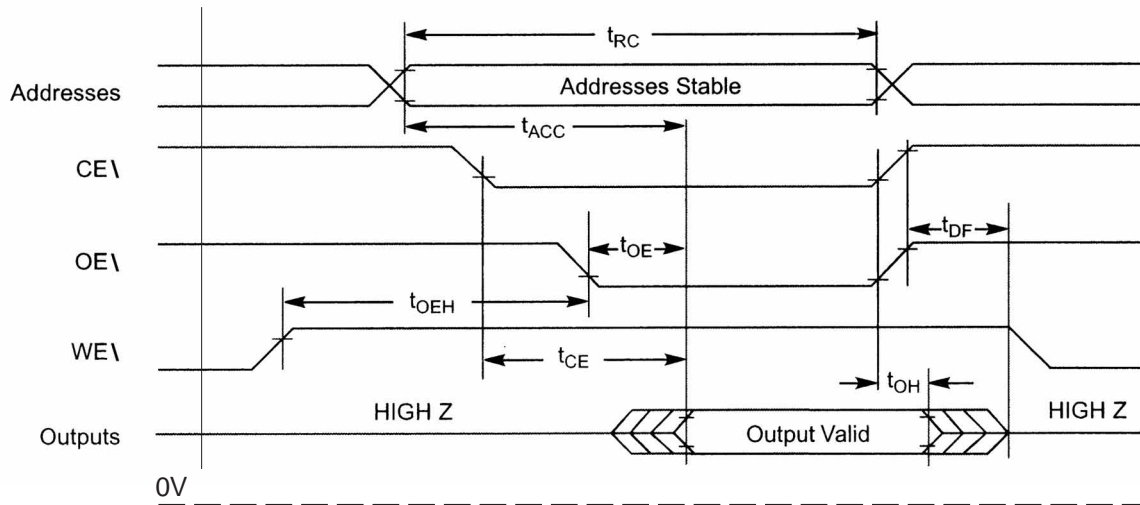 tRC
Addresses
Addresses Stable
tACC
CE\
tDF
OE\
tOE
tOEH
WE\
tCE
tOH
HIGH Z
HIGH Z
Outputs
Output Valid
0V